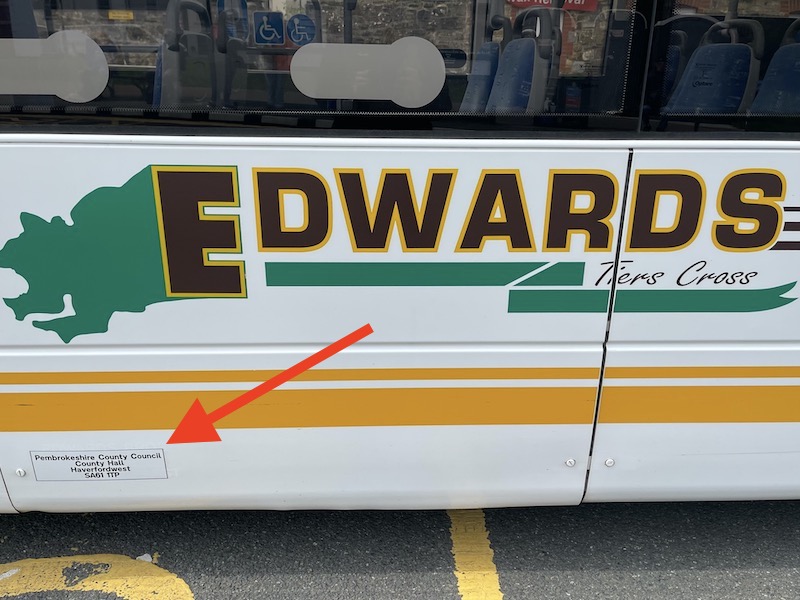 EDWARDS
Tiers Cross
Pembrokeshire County Council
County Hall
Haverfordwest
SA61 1TP